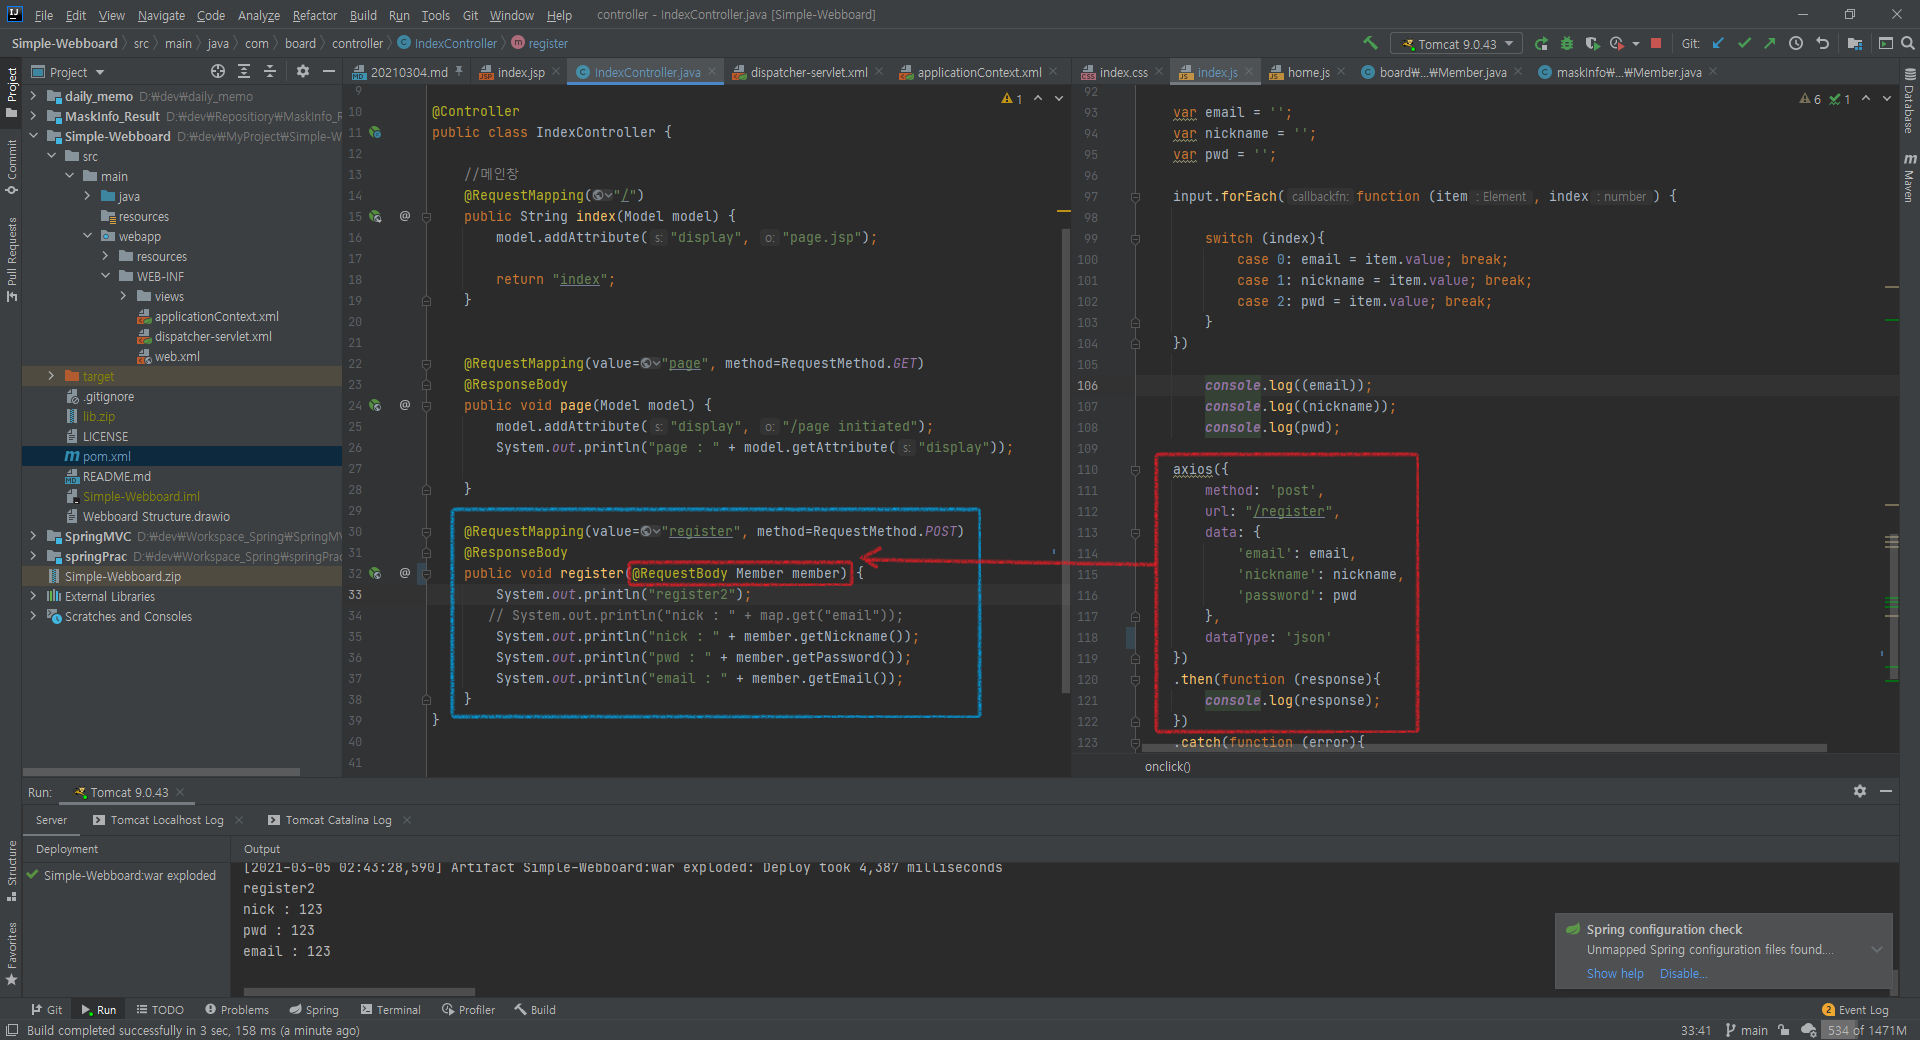 File Edit View Navigate Code Analyze Refactor Build Run Tools Git Window Help controller - IndexController.java [Simple-Webboard]
Simple-Webboard src main java com board controller IndexController register
Tomcat 9.0.43 Git:
Project
Commit
Pull Requests
Structure
Favorites
Project
daily_memo D:₩dev₩daily_memo
MaskInfo_Result D:₩dev₩Repositiory₩MaskInfo_R
Simple-Webboard D:₩dev₩MyProject₩Simple-W
src
main
java
resources
webapp
resources
WEB-INF
views
applicationContext.xml
dispatcher-servlet.xml
web.xml
target
.gitignore
lib.zip
LICENSE
pom.xml
README.md
Simple-Webboard.iml
Webboard Structure.drawio
SpringMVC D:₩dev₩Workspace_Spring₩SpringMV
springPrac D:₩dev₩Workspace_Spring₩springPrac
Simple-Webboard.zip
External Libraries
Scratches and Consoles
20210304.md index.jsp IndexController.java dispatcher-servlet.xml applicationContext.xml
1
9
10 @Controller
11 public class IndexController {
12
13 //메인창
14 @RequestMapping("/")
15 @ public String index(Model model) {
16 model.addAttribute( s: "display", o: "page.jsp");
17
18 return "index";
19 }
20
21
22 @RequestMapping(value="page", method=RequestMethod.GET)
23 @ResponseBody
24 @ public void page(Model model) {
25 model.addAttribute( s: "display", o: "/page initiated");
26 System.out.println("page : " + model.getAttribute( s: "display"));
27
28 }
29
30 @RequestMapping(value="register", method=RequestMethod.POST)
31 @ResponseBody
32 @ public void register(@RequestBody Member member) {
33 System.out.println("register2");
34 // System.out.println("nick : " + map.get("email"));
35 System.out.println("nick : " + member.getNickname());
36 System.out.println("pwd : " + member.getPassword());
37 System.out.println("email : " + member.getEmail());
38 }
39 }
40
41
index.css index.js home.js board₩...₩Member.java maskInfo₩...₩Member.java
6 1
92
93 var email = '';
94 var nickname = '';
95 var pwd = '';
96
97 input.forEach( callbackfn: function (item : Element , index : number ) {
98
99 switch (index){
100 case 0: email = item.value; break;
101 case 1: nickname = item.value; break;
102 case 2: pwd = item.value; break;
103 }
104 })
105
106 console.log((email));
107 console.log((nickname));
108 console.log(pwd);
109
110 axios({
111 method: 'post',
112 url: "/register",
113 data: {
114 'email': email,
115 'nickname': nickname,
116 'password': pwd
117 },
118 dataType: 'json'
119 })
120 .then(function (response){
121 console.log(response);
122 })
123 .catch(function (error){
onclick()
Database
Maven
Run: Tomcat 9.0.43
Server Tomcat Localhost Log Tomcat Catalina Log
Deployment Output
Simple-Webboard:war exploded
[2021-03-05 02:43:28,590] Artifact Simple-Webboard:war exploded: Deploy took 4,387 milliseconds
register2
nick : 123
pwd : 123
email : 123
Spring configuration check
Unmapped Spring configuration files found....
Show help Disable...
Git Run TODO Problems Spring Terminal Profiler Build 2 Event Log
Build completed successfully in 3 sec, 158 ms (a minute ago) 33:41 main 534 of 1471M